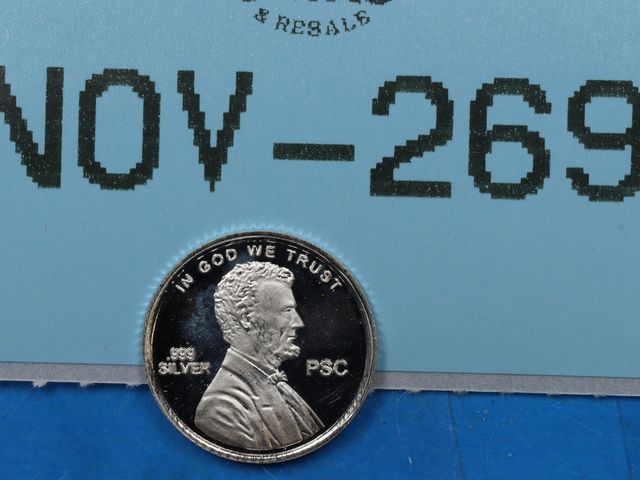 & RESALE
NOV-269
IN GOD WE TRUST
.999
SILVER
PSC